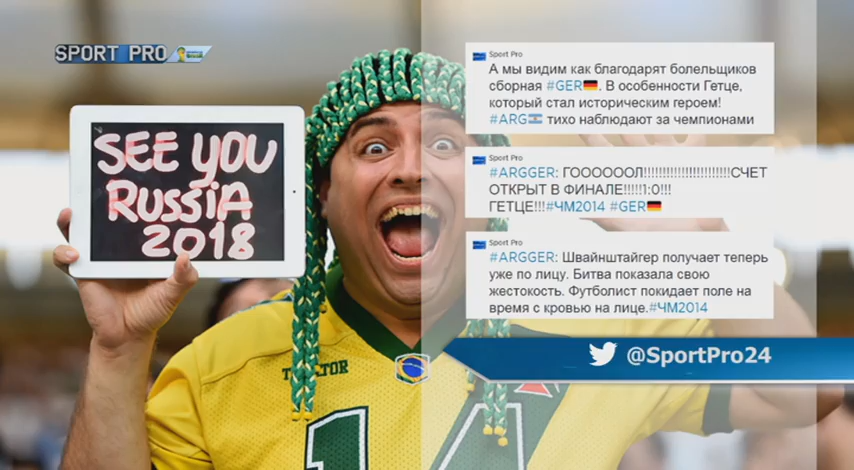 SPORT PRO
SEE YOU
RUSSIA
2018
Sport Pro
А мы видим как благодарят болельщиков
сборная #GER🇩🇪. В особенности Гетце,
который стал историческим героем!
#ARG🇦🇷 тихо наблюдают за чемпионами
Sport Pro
#ARGGER: ГООООООЛ!!!!!!!!!!!!!!!!!!!!!!!СЧЕТ
ОТКРЫТ В ФИНАЛЕ!!!!!1:0!!!
ГЕТЦЕ!!!#ЧМ2014 #GER🇩🇪
Sport Pro
#ARGGER: Швайнштайгер получает теперь
уже по лицу. Битва показала свою
жестокость. Футболист покидает поле на
время с кровью на лице.#ЧМ2014
@SportPro24